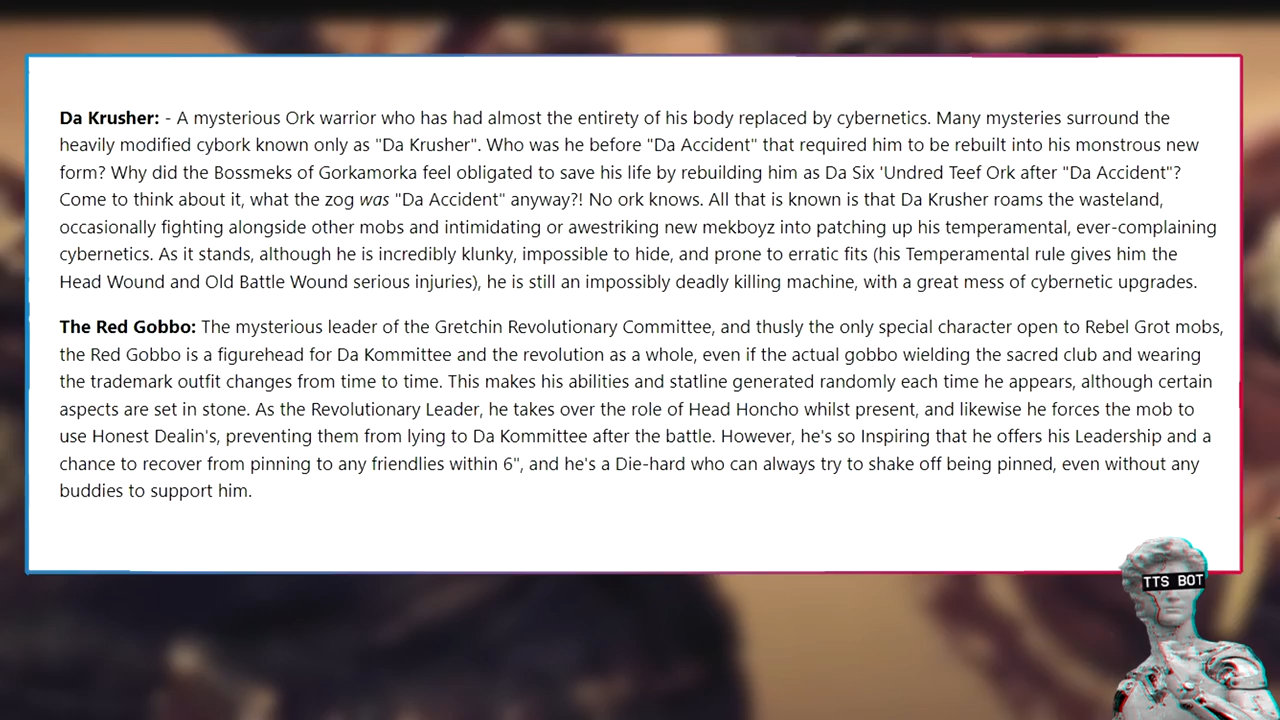 Da Krusher: - A mysterious Ork warrior who has had almost the entirety of his body replaced by cybernetics. Many mysteries surround the
heavily modified cybork known only as "Da Krusher". Who was he before "Da Accident" that required him to be rebuilt into his monstrous new
form? Why did the Bossmeks of Gorkamorka feel obligated to save his life by rebuilding him as Da Six 'Undred Teef Ork after "Da Accident"?
Come to think about it, what the zog was "Da Accident" anyway?! No ork knows. All that is known is that Da Krusher roams the wasteland,
occasionally fighting alongside other mobs and intimidating or awestriking new mekboyz into patching up his temperamental, ever-complaining
cybernetics. As it stands, although he is incredibly klunky, impossible to hide, and prone to erratic fits (his Temperamental rule gives him the
Head Wound and Old Battle Wound serious injuries), he is still an impossibly deadly killing machine, with a great mess of cybernetic upgrades.
The Red Gobbo: The mysterious leader of the Gretchin Revolutionary Committee, and thusly the only special character open to Rebel Grot mobs,
the Red Gobbo is a figurehead for Da Kommittee and the revolution as a whole, even if the actual gobbo wielding the sacred club and wearing
the trademark outfit changes from time to time. This makes his abilities and statline generated randomly each time he appears, although certain
aspects are set in stone. As the Revolutionary Leader, he takes over the role of Head Honcho whilst present, and likewise he forces the mob to
use Honest Dealin's, preventing them from lying to Da Kommittee after the battle. However, he's so Inspiring that he offers his Leadership and a
chance to recover from pinning to any friendlies within 6", and he's a Die-hard who can always try to shake off being pinned, even without any
buddies to support him.
TTS BOT